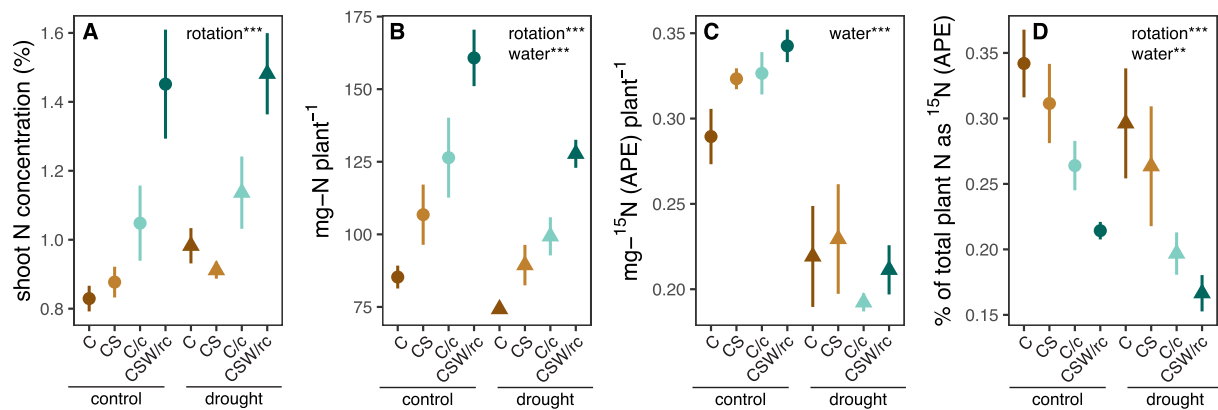 A
rotation***
shoot N concentration (%)
1.6
1.4
1.2
1.0
0.8
C
CS
C/c
CSW/rc
C
CS
C/c
CSW/rc
control
drought
B
rotation***
water***
mg−N plant⁻¹
175
150
125
100
75
C
CS
C/c
CSW/rc
C
CS
C/c
CSW/rc
control
drought
C
water***
mg−¹⁵N (APE) plant⁻¹
0.35
0.30
0.25
0.20
C
CS
C/c
CSW/rc
C
CS
C/c
CSW/rc
control
drought
D
rotation***
water**
% of total plant N as ¹⁵N (APE)
0.35
0.30
0.25
0.20
0.15
C
CS
C/c
CSW/rc
C
CS
C/c
CSW/rc
control
drought